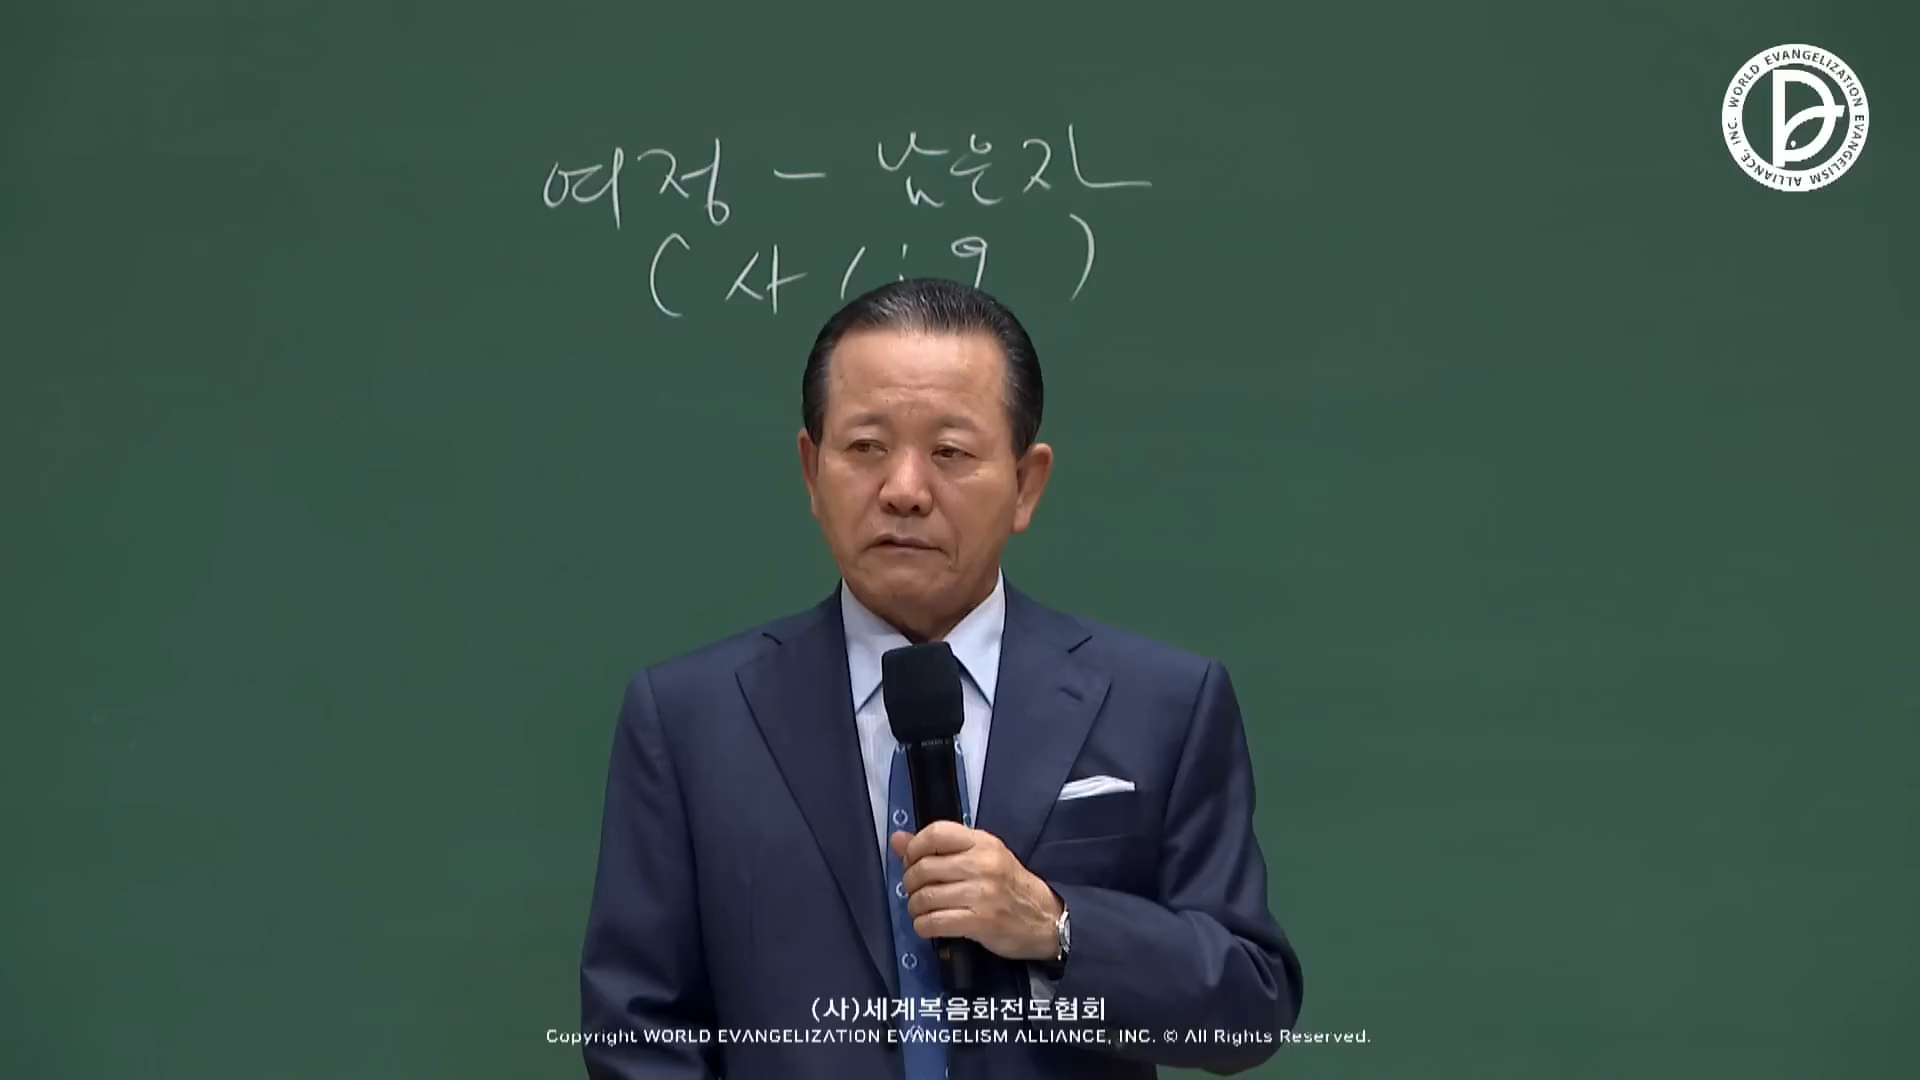 여정 - 남은자
(사 1:9)
WORLD EVANGELIZATION EVANGELISM ALLIANCE, INC.
(사)세계복음화전도협회
Copyright WORLD EVANGELIZATION EVANGELISM ALLIANCE, INC. © All Rights Reserved.